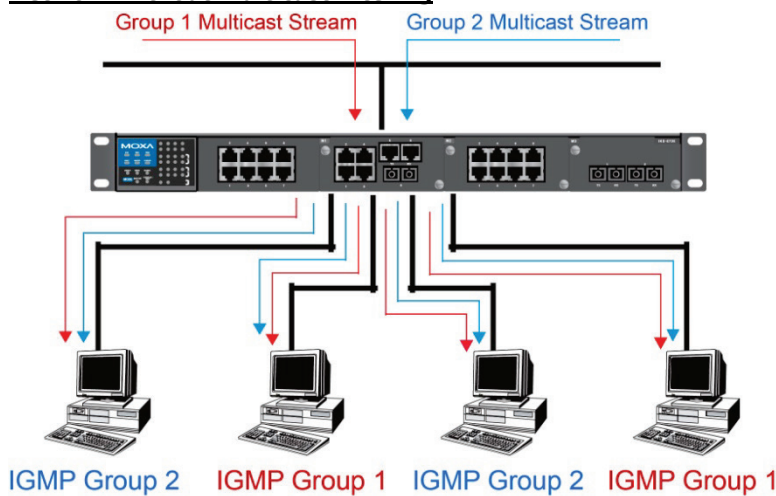 Group 1 Multicast Stream
Group 2 Multicast Stream
MOXA
IGMP Group 2
IGMP Group 1
IGMP Group 2
IGMP Group 1